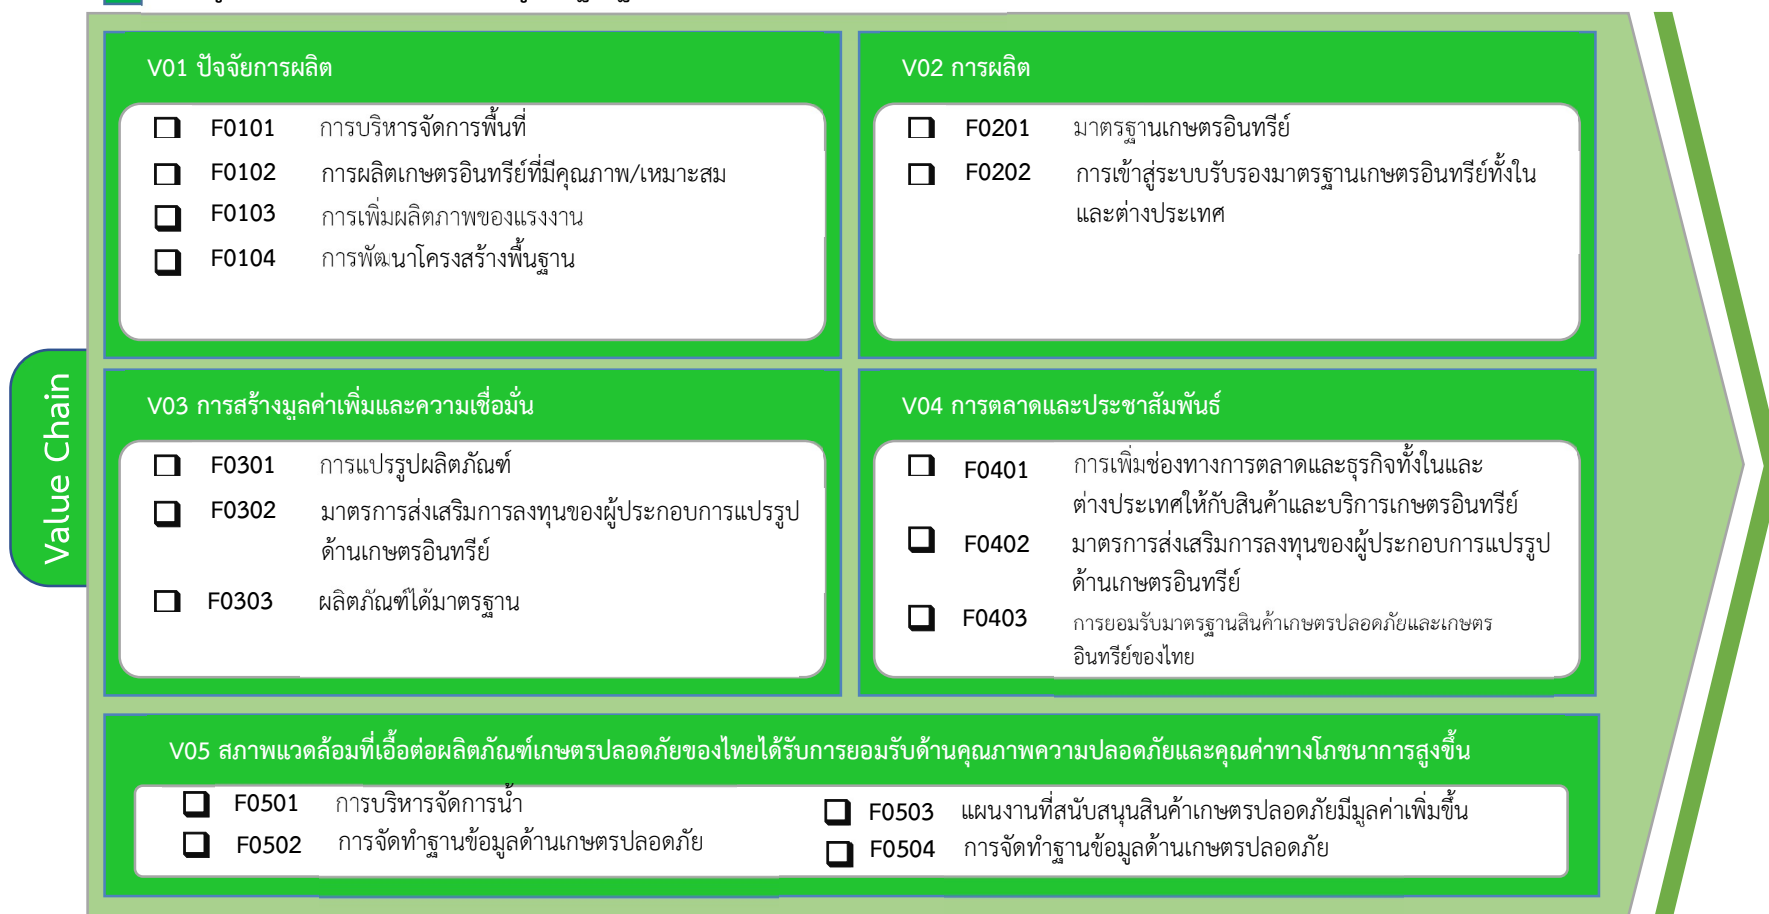 Value Chain
V01 ปัจจัยการผลิต
F0101 การบริหารจัดการพื้นที่
F0102 การผลิตเกษตรอินทรีย์ที่มีคุณภาพ/เหมาะสม
F0103 การเพิ่มผลิตภาพของแรงงาน
F0104 การพัฒนาโครงสร้างพื้นฐาน
V02 การผลิต
F0201 มาตรฐานเกษตรอินทรีย์
F0202 การเข้าสู่ระบบรับรองมาตรฐานเกษตรอินทรีย์ทั้งใน
และต่างประเทศ
V03 การสร้างมูลค่าเพิ่มและความเชื่อมั่น
F0301 การแปรรูปผลิตภัณฑ์
F0302 มาตรการส่งเสริมการลงทุนของผู้ประกอบการแปรรูป
ด้านเกษตรอินทรีย์
F0303 ผลิตภัณฑ์ได้มาตรฐาน
V04 การตลาดและประชาสัมพันธ์
F0401 การเพิ่มช่องทางการตลาดและธุรกิจทั้งในและ
ต่างประเทศให้กับสินค้าและบริการเกษตรอินทรีย์
F0402 มาตรการส่งเสริมการลงทุนของผู้ประกอบการแปรรูป
ด้านเกษตรอินทรีย์
F0403 การยอมรับมาตรฐานสินค้าเกษตรปลอดภัยและเกษตร
อินทรีย์ของไทย
V05 สภาพแวดล้อมที่เอื้อต่อผลิตภัณฑ์เกษตรปลอดภัยของไทยได้รับการยอมรับด้านคุณภาพความปลอดภัยและคุณค่าทางโภชนาการสูงขึ้น
F0501 การบริหารจัดการน้ำ
F0502 การจัดทำฐานข้อมูลด้านเกษตรปลอดภัย
F0503 แผนงานที่สนับสนุนสินค้าเกษตรปลอดภัยมีมูลค่าเพิ่มขึ้น
F0504 การจัดทำฐานข้อมูลด้านเกษตรปลอดภัย